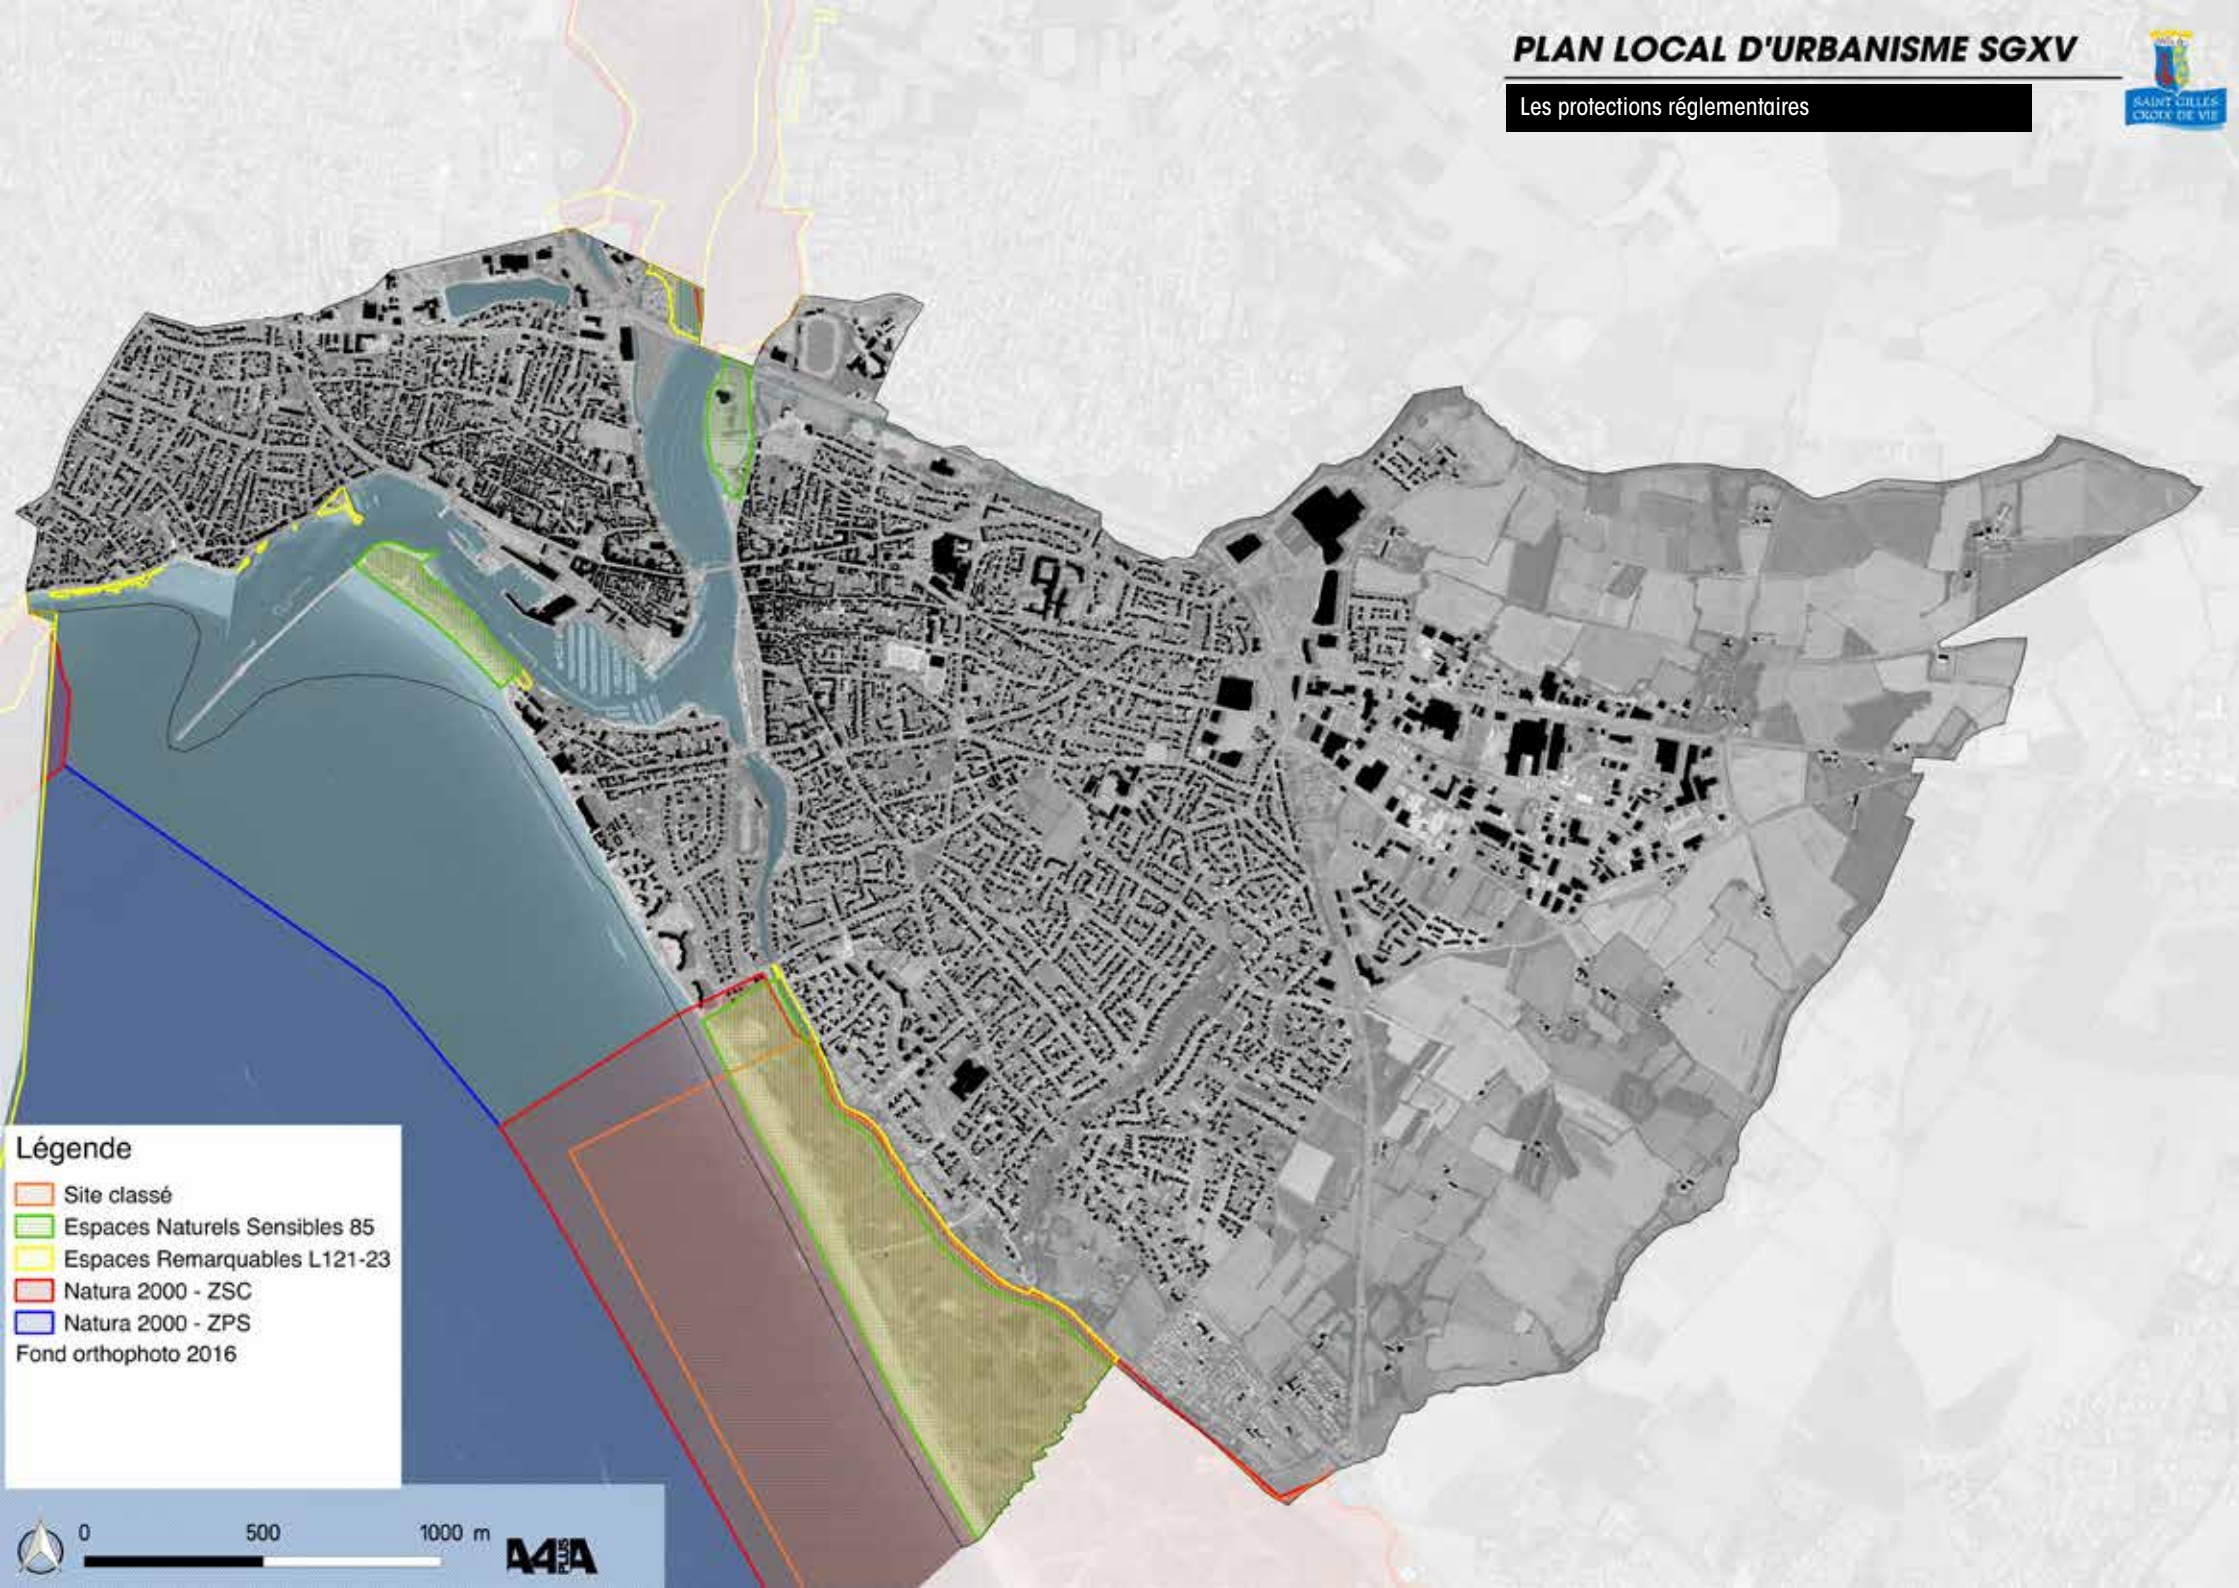 PLAN LOCAL D'URBANISME SGXV
Les protections réglementaires
SAINT GILLES
CROIX DE VIE
Légende
Site classé
Espaces Naturels Sensibles 85
Espaces Remarquables L121-23
Natura 2000 - ZSC
Natura 2000 - ZPS
Fond orthophoto 2016
0 500 1000 m
A4PLUSA